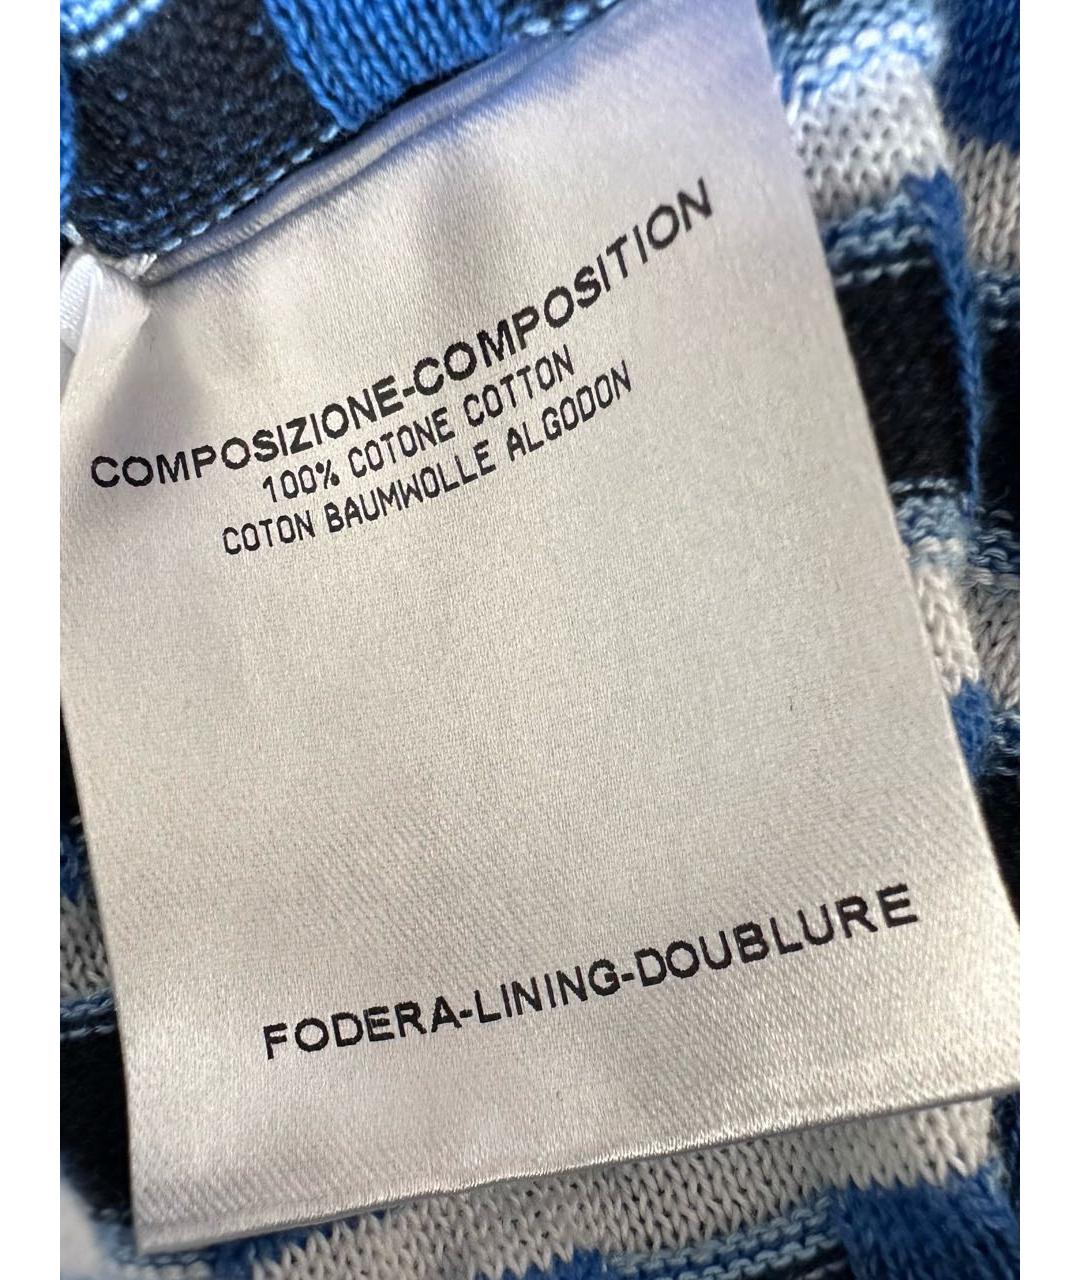 COMPOSIZIONE-COMPOSITION
100% COTONE COTTON
COTON BAUMWOLLE ALGODON
FODERA-LINING-DOUBLURE